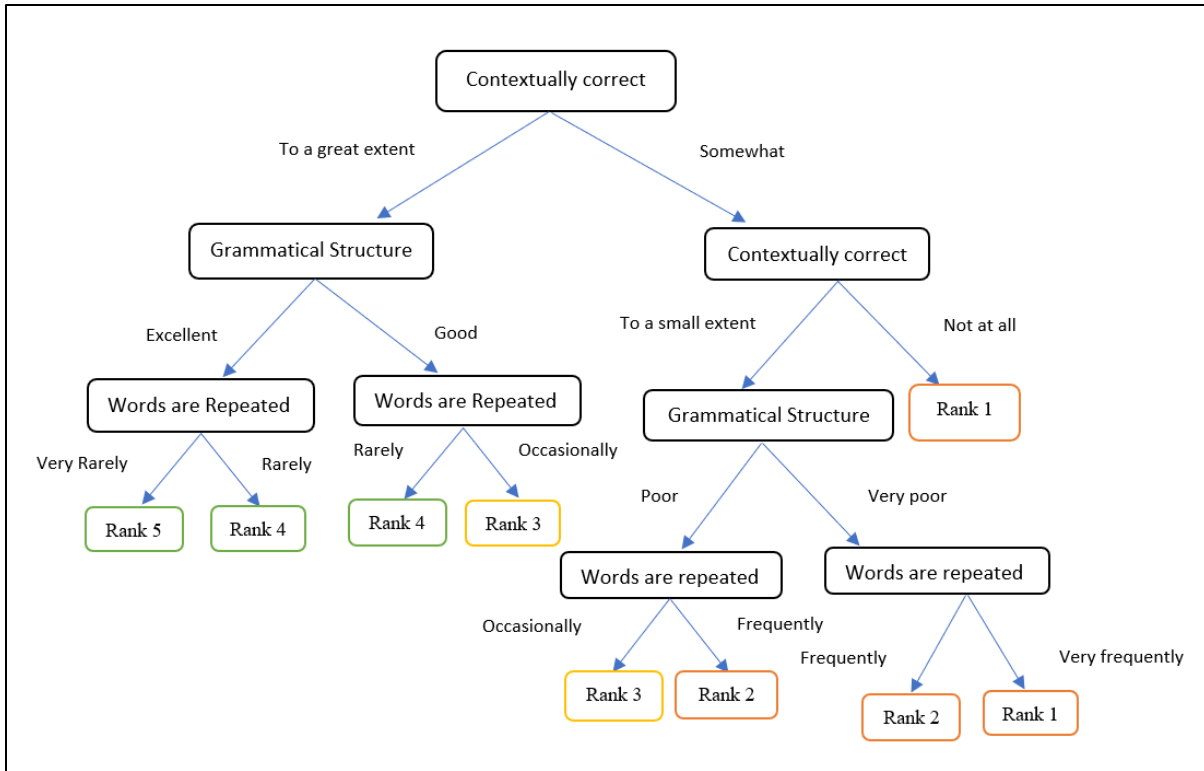 Contextually correct
To a great extent
Somewhat
Grammatical Structure
Contextually correct
Excellent
Good
To a small extent
Not at all
Words are Repeated
Words are Repeated
Grammatical Structure
Rank 1
Very Rarely
Rarely
Rarely
Occasionally
Poor
Very poor
Rank 5
Rank 4
Rank 4
Rank 3
Words are repeated
Words are repeated
Occasionally
Frequently
Frequently
Very frequently
Rank 3
Rank 2
Rank 2
Rank 1